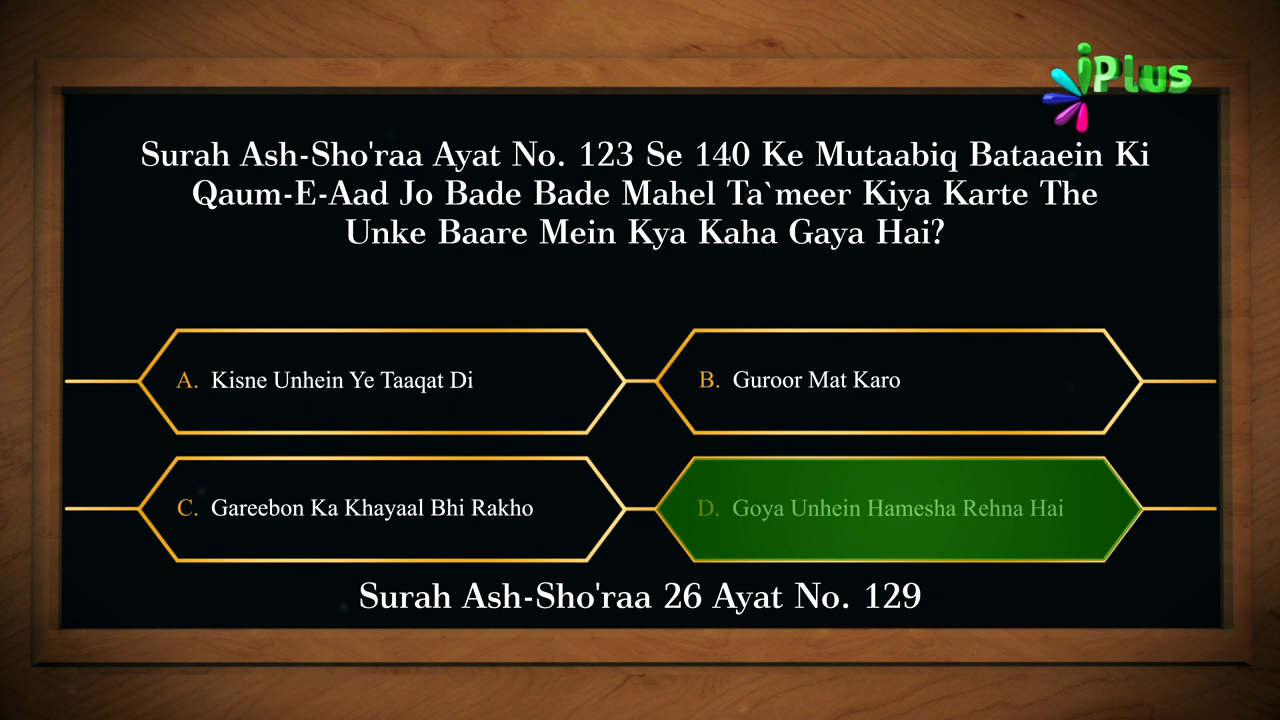 iPlus
Surah Ash-Sho'raa Ayat No. 123 Se 140 Ke Mutaabiq Bataaein Ki
Qaum-E-Aad Jo Bade Bade Mahel Ta`meer Kiya Karte The
Unke Baare Mein Kya Kaha Gaya Hai?
A. Kisne Unhein Ye Taaqat Di
B. Guroor Mat Karo
C. Gareebon Ka Khayaal Bhi Rakho
D. Goya Unhein Hamesha Rehna Hai
Surah Ash-Sho'raa 26 Ayat No. 129